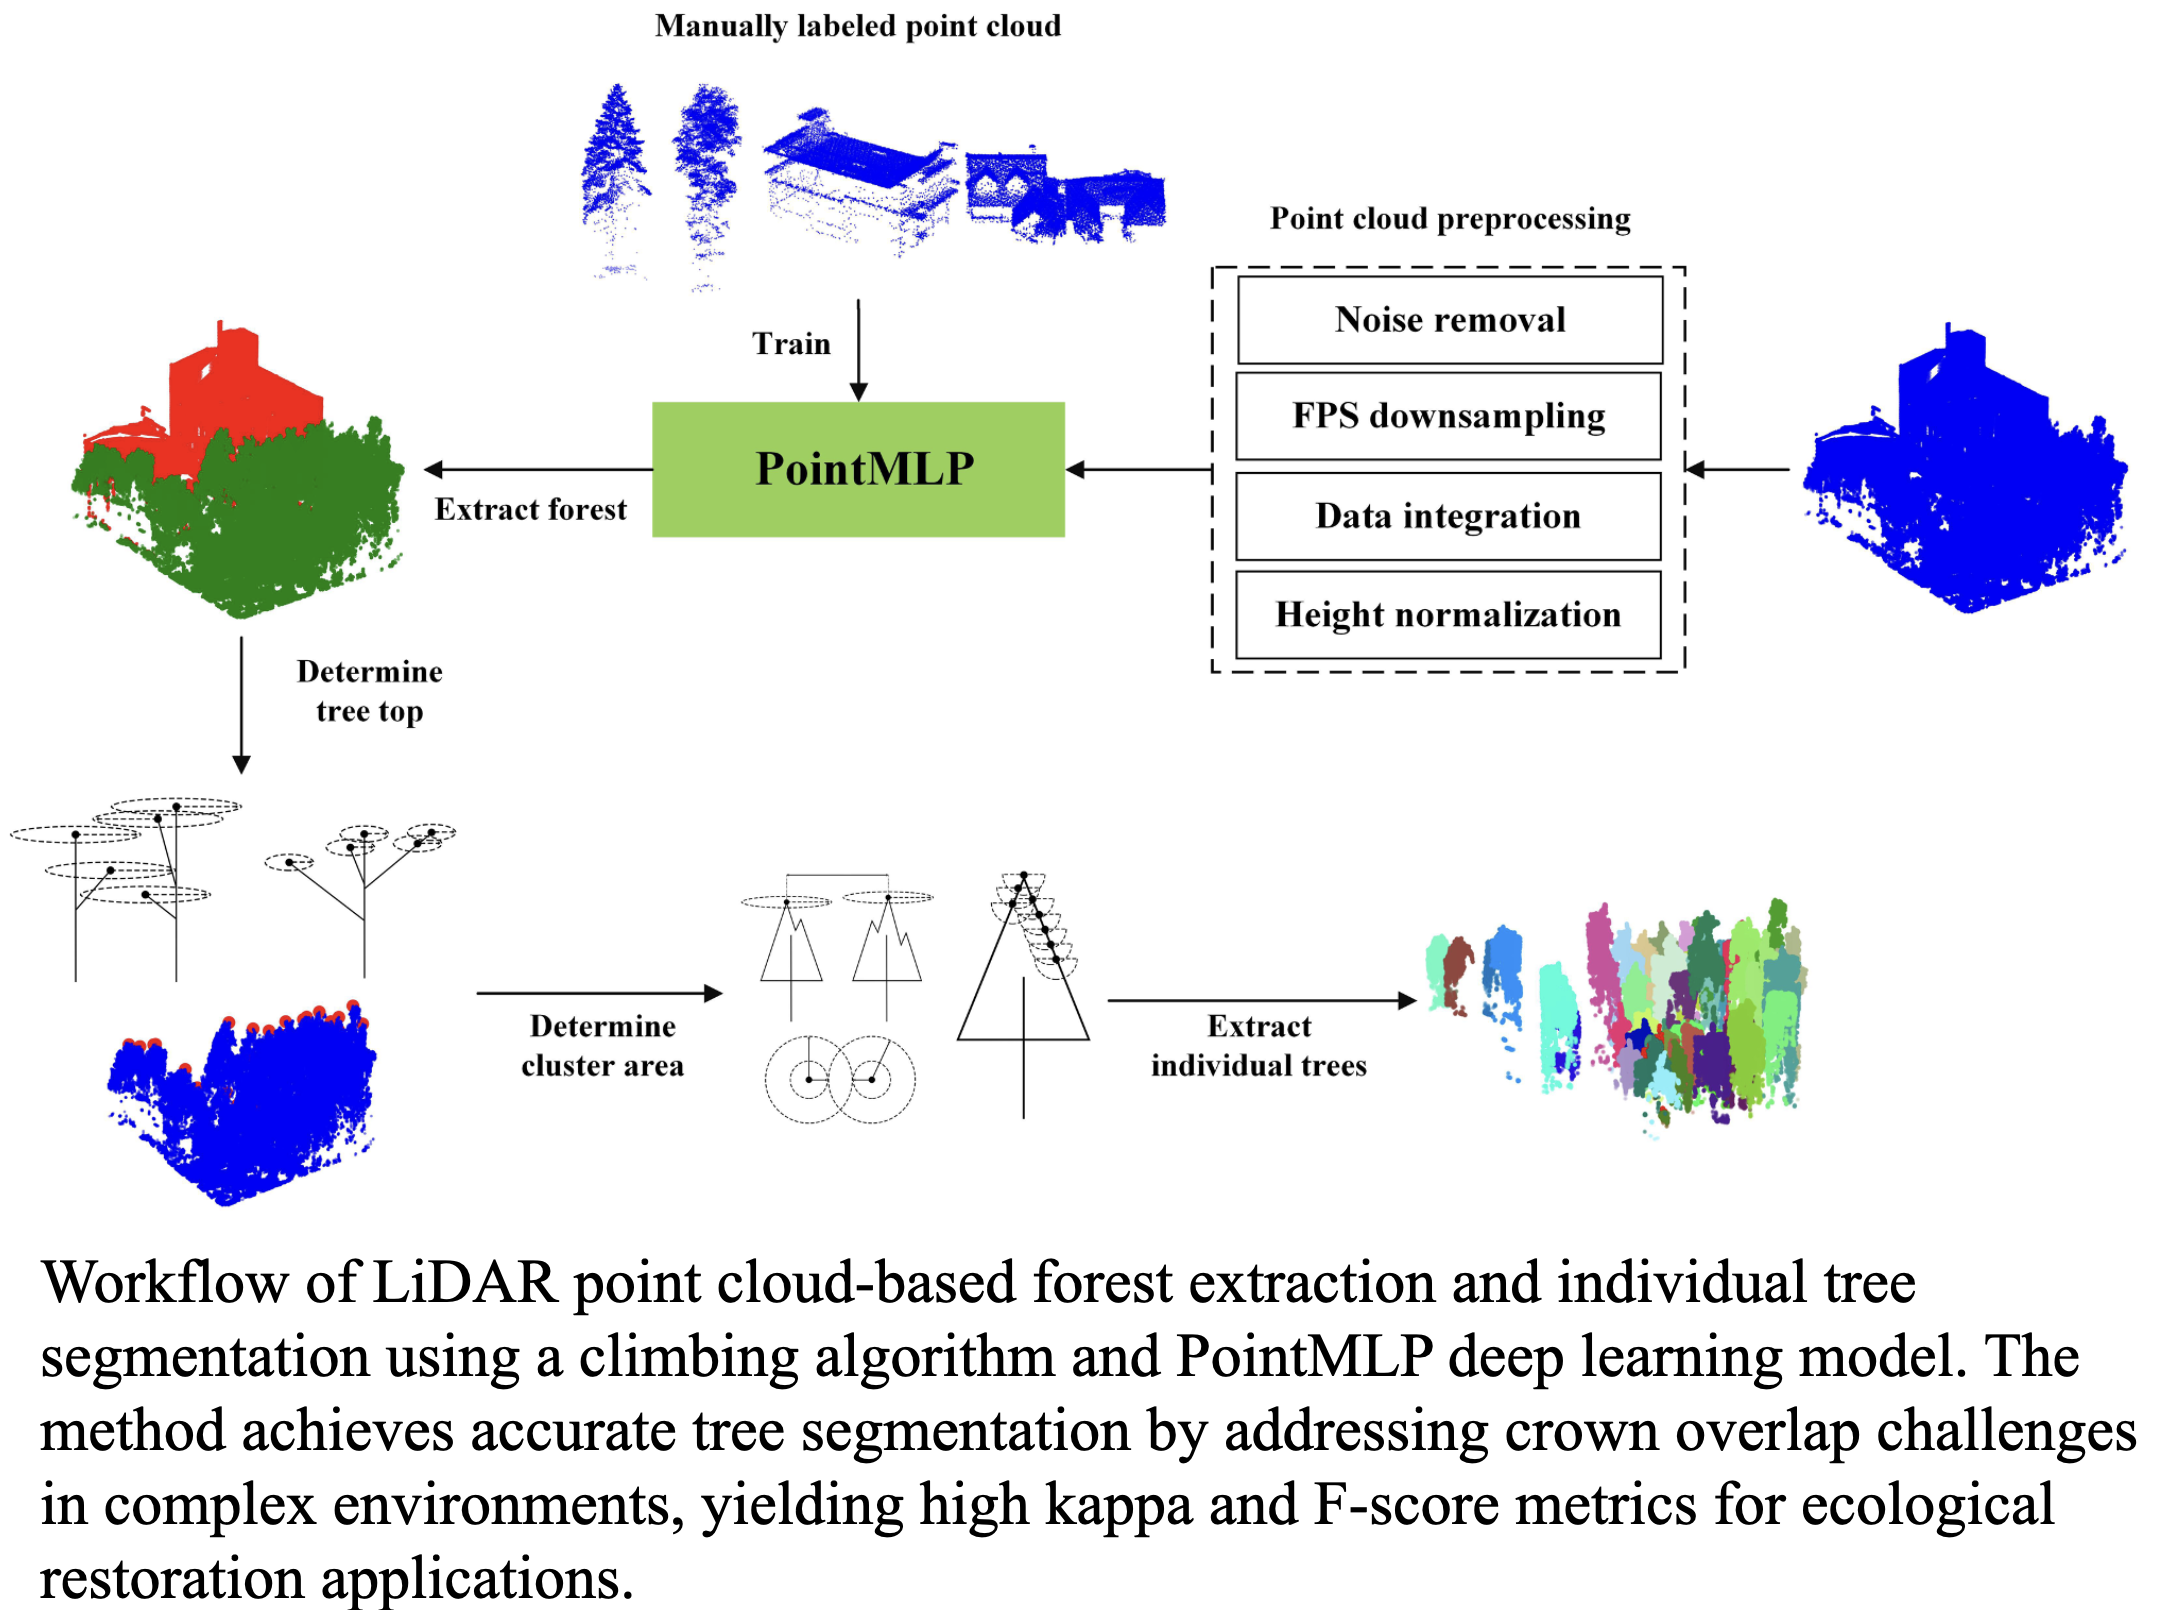 Manually labeled point cloud
Point cloud preprocessing
Noise removal
Train
FPS downsampling
PointMLP
Extract forest
Data integration
Height normalization
Determine
tree top
Determine
cluster area
Extract
individual trees
Workflow of LiDAR point cloud-based forest extraction and individual tree
segmentation using a climbing algorithm and PointMLP deep learning model. The
method achieves accurate tree segmentation by addressing crown overlap challenges
in complex environments, yielding high kappa and F-score metrics for ecological
restoration applications.